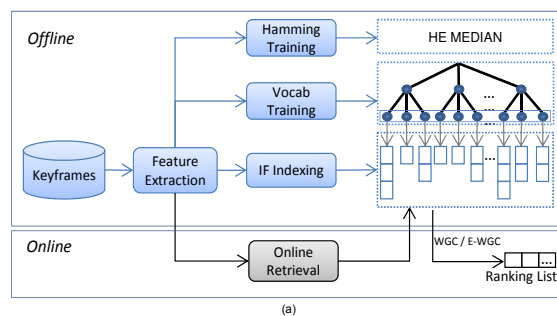 Offline
Hamming
Training
HE MEDIAN
Vocab
Training
... ...
...
Keyframes
Feature
Extraction
IF Indexing
...
Online
Online
Retrieval
WGC / E-WGC
...
Ranking List
(a)